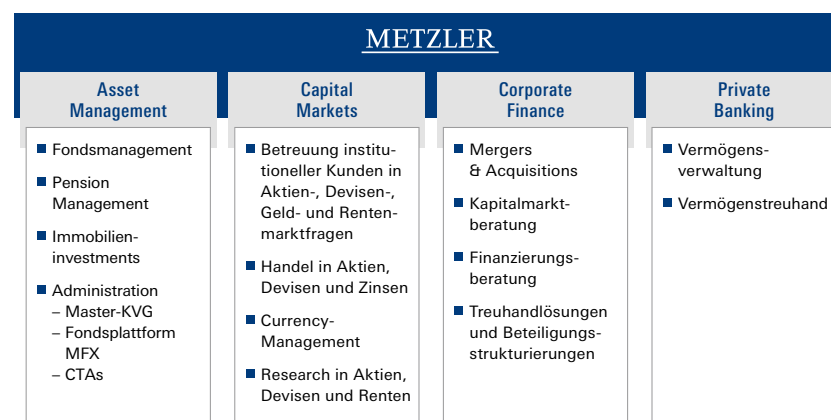 METZLER
Asset
Management
Fondsmanagement
Pension
Management
Immobilien-
investments
Administration
– Master-KVG
– Fondsplattform
MFX
– CTAs
Capital
Markets
Betreuung institu-
tioneller Kunden in
Aktien-, Devisen-,
Geld- und Renten-
marktfragen
Handel in Aktien,
Devisen und Zinsen
Currency-
Management
Research in Aktien,
Devisen und Renten
Corporate
Finance
Mergers
& Acquisitions
Kapitalmarkt-
beratung
Finanzierungs-
beratung
Treuhandlösungen
und Beteiligungs-
strukturierungen
Private
Banking
Vermögens-
verwaltung
Vermögenstreuhand